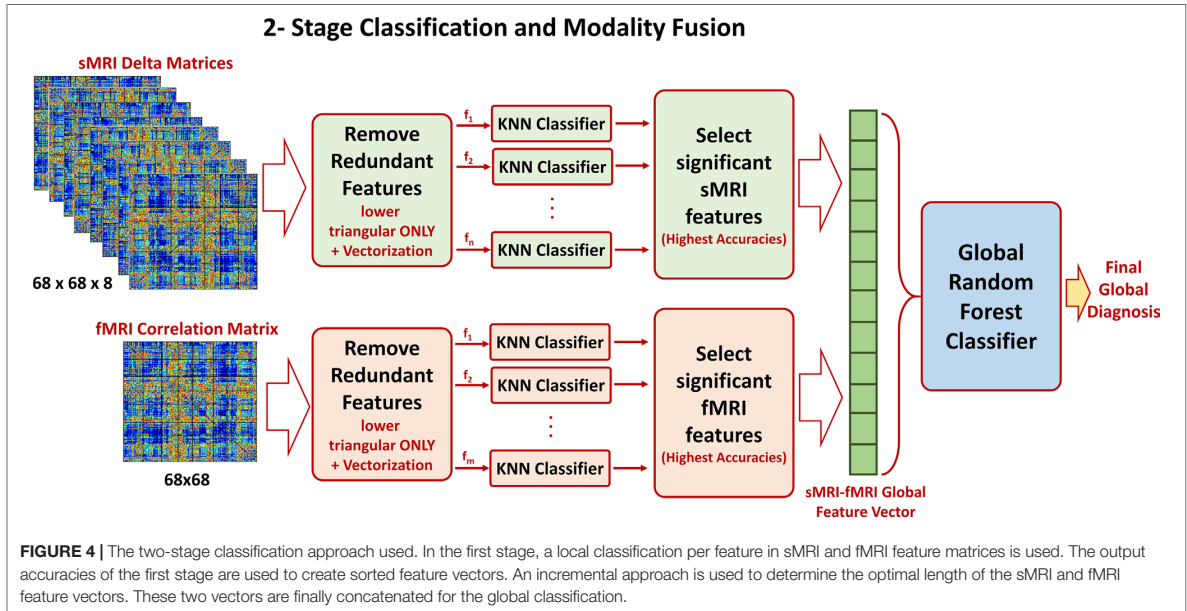 2- Stage Classification and Modality Fusion
sMRI Delta Matrices
68 x 68 x 8
Remove
Redundant
Features
lower
triangular ONLY
+ Vectorization
f1
KNN Classifier
f2
KNN Classifier
⋮
fn
KNN Classifier
Select
significant
sMRI
features
(Highest Accuracies)
fMRI Correlation Matrix
68x68
Remove
Redundant
Features
lower
triangular ONLY
+ Vectorization
f1
KNN Classifier
f2
KNN Classifier
⋮
fm
KNN Classifier
Select
significant
fMRI
features
(Highest Accuracies)
sMRI-fMRI Global
Feature Vector
Global
Random
Forest
Classifier
Final
Global
Diagnosis
FIGURE 4 | The two-stage classification approach used. In the first stage, a local classification per feature in sMRI and fMRI feature matrices is used. The output
accuracies of the first stage are used to create sorted feature vectors. An incremental approach is used to determine the optimal length of the sMRI and fMRI
feature vectors. These two vectors are finally concatenated for the global classification.